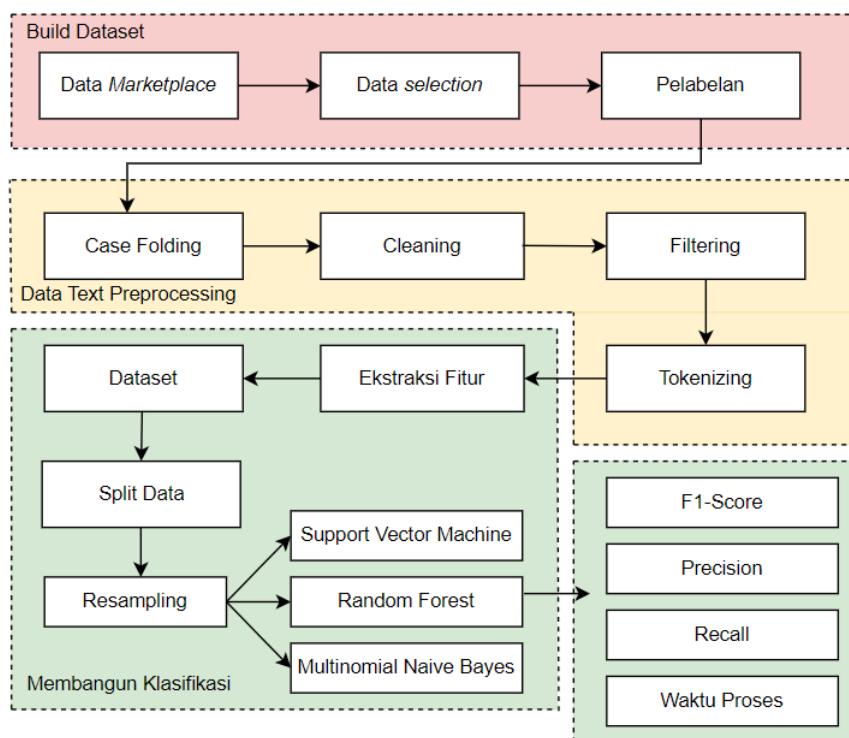 Build Dataset
Data Marketplace
Data selection
Pelabelan
Case Folding
Cleaning
Filtering
Data Text Preprocessing
Tokenizing
Ekstraksi Fitur
Dataset
Split Data
Resampling
Support Vector Machine
Random Forest
Multinomial Naive Bayes
Membangun Klasifikasi
F1-Score
Precision
Recall
Waktu Proses